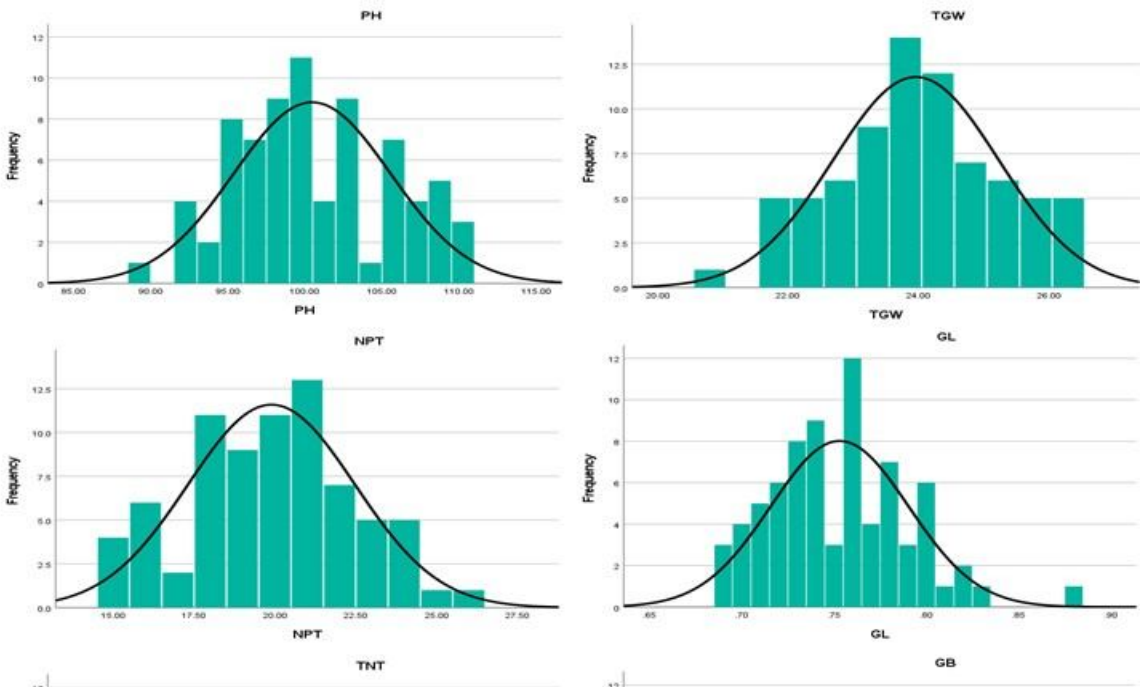 PH
12
10
8
6
4
2
0
Frequency
85.00 90.00 95.00 100.00 105.00 110.00 115.00
PH
TGW
12.5
10.0
7.5
5.0
2.5
0.0
Frequency
20.00 22.00 24.00 26.00
TGW
NPT
12.5
10.0
7.5
5.0
2.5
0.0
Frequency
15.00 17.50 20.00 22.50 25.00 27.50
NPT
GL
12
10
8
6
4
2
0
Frequency
.65 .70 .75 .80 .85 .90
GL
TNT
GB
12